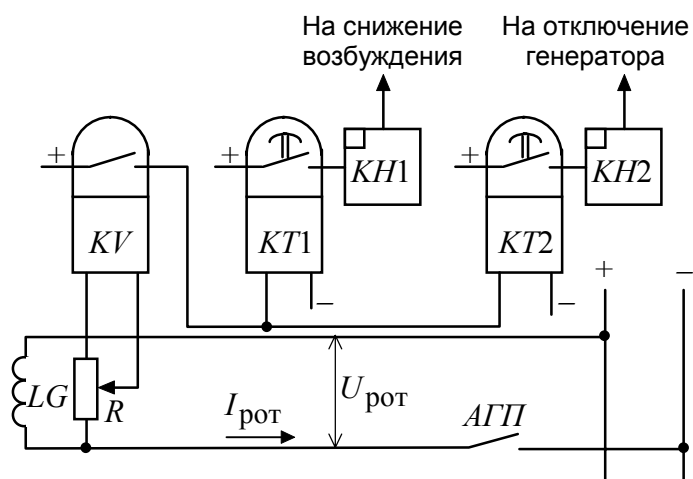 На снижение
возбуждения
На отключение
генератора
+
+
KH1
+
KH2
KV
KT1
KT2
–
–
+
–
LG
R
Iрот
Uрот
АГП